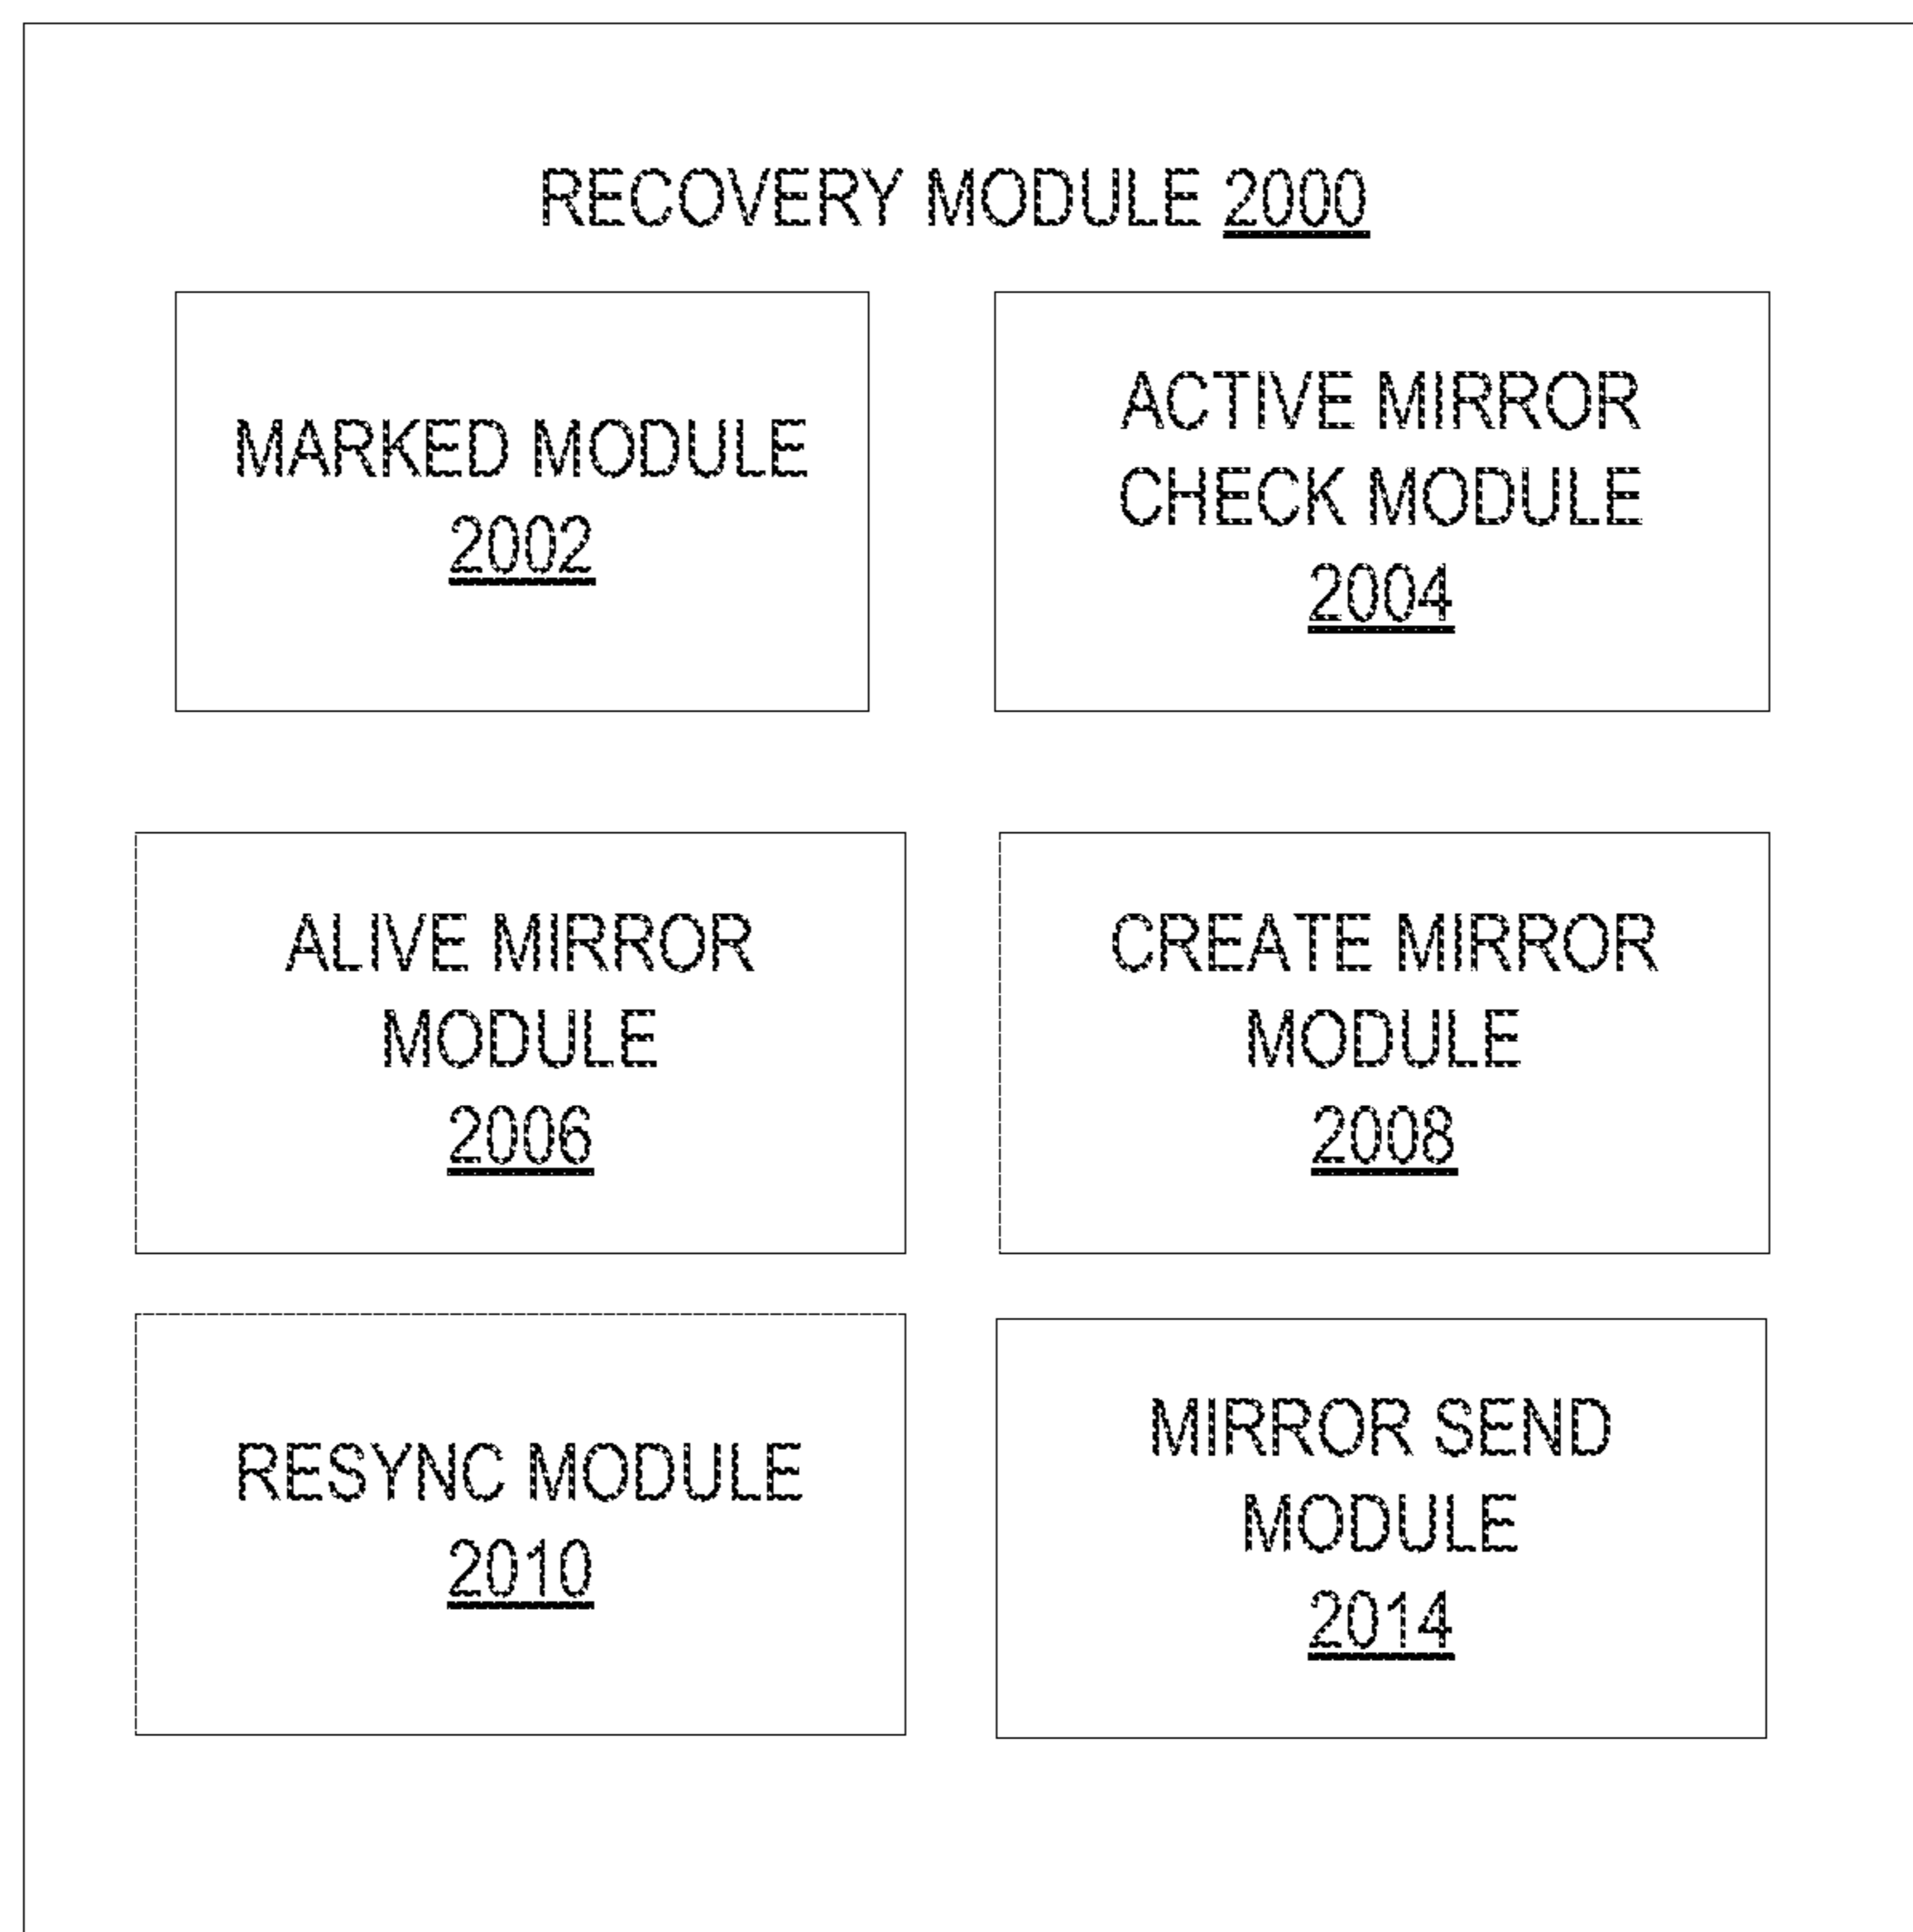 RECOVERY MODULE 2000
MARKED MODULE
2002
ACTIVE MIRROR
CHECK MODULE
2004
ALIVE MIRROR
MODULE
2006
CREATE MIRROR
MODULE
2008
RESYNC MODULE
2010
MIRROR SEND
MODULE
2014